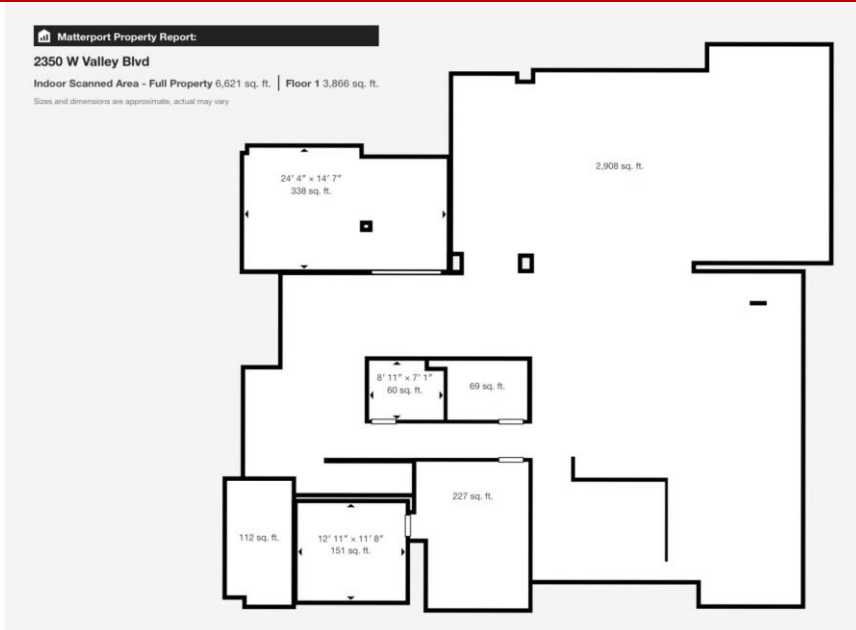 Matterport Property Report:
2350 W Valley Blvd
Indoor Scanned Area - Full Property 6,621 sq. ft. | Floor 1 3,866 sq. ft.
Sizes and dimensions are approximate, actual may vary
2,908 sq. ft.
24' 4" × 14' 7"
338 sq. ft.
8' 11" × 7' 1"
60 sq. ft.
69 sq. ft.
227 sq. ft.
112 sq. ft.
12' 11" × 11' 8"
151 sq. ft.